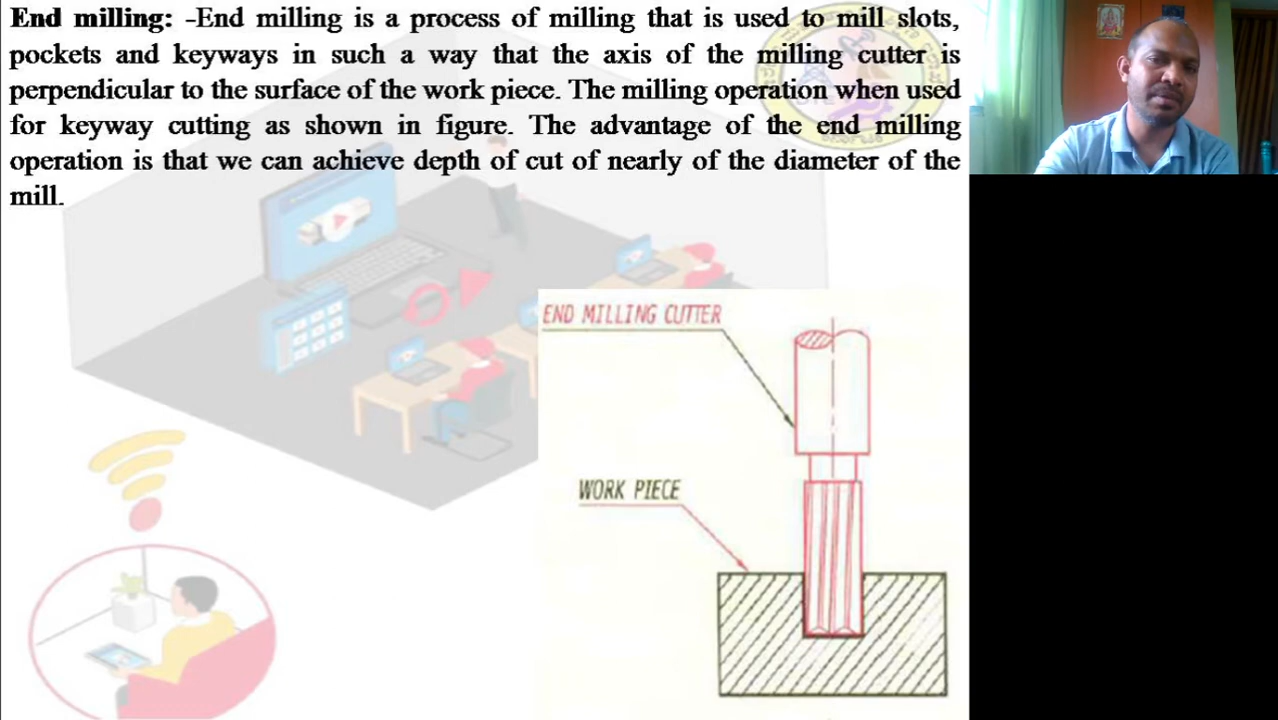 End milling: -End milling is a process of milling that is used to mill slots,
pockets and keyways in such a way that the axis of the milling cutter is
perpendicular to the surface of the work piece. The milling operation when used
for keyway cutting as shown in figure. The advantage of the end milling
operation is that we can achieve depth of cut of nearly of the diameter of the
mill.
END MILLING CUTTER
WORK PIECE